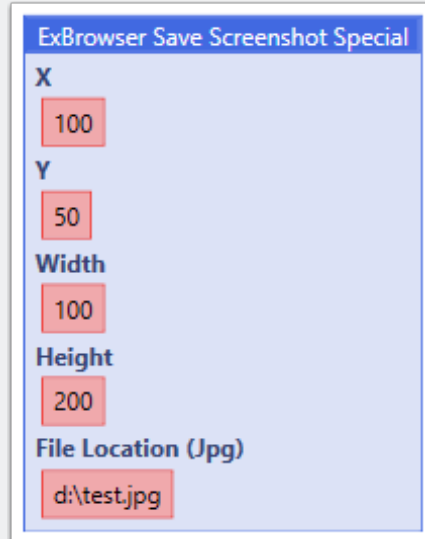 ExBrowser Save Screenshot Special
X
100
Y
50
Width
100
Height
200
File Location (Jpg)
d:\test.jpg